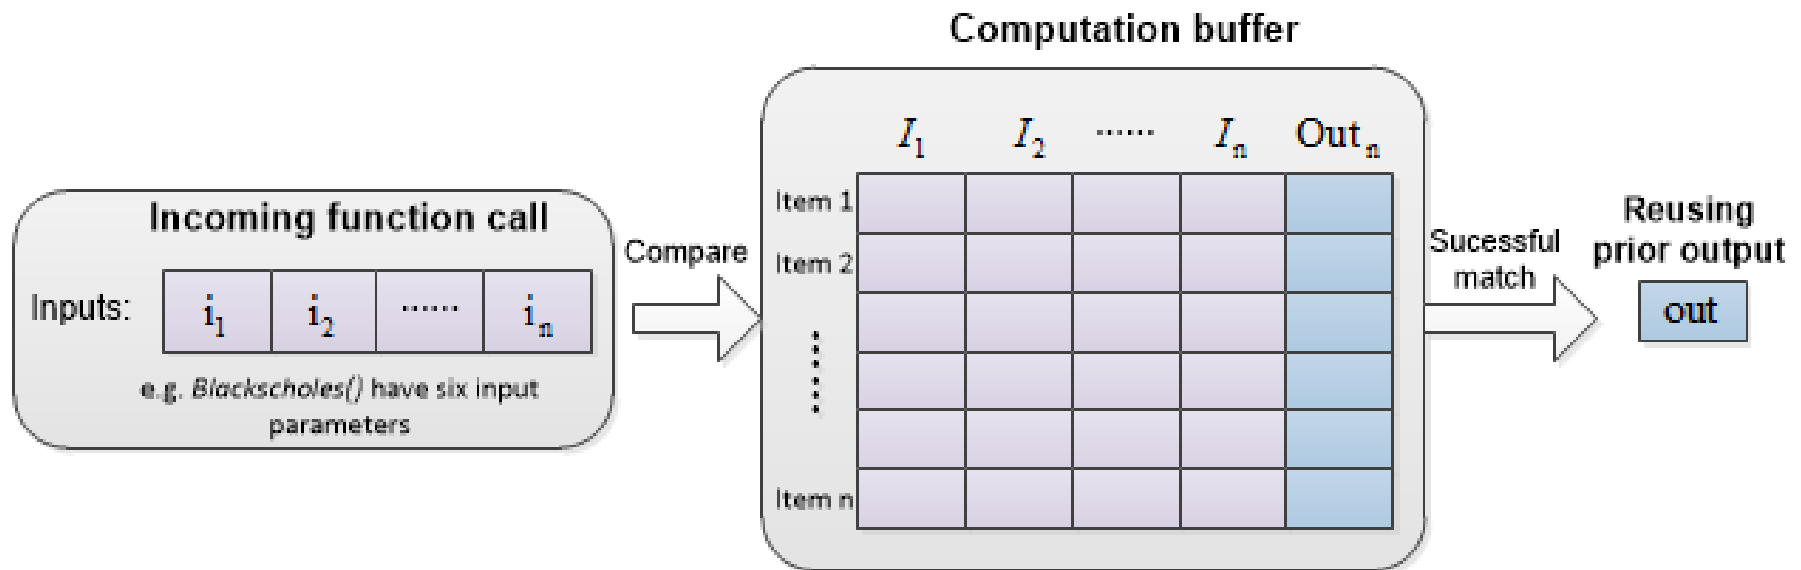 Computation buffer
Incoming function call
Inputs: i1 i2 ...... in
e.g. Blackscholes() have six input
parameters
Compare
I1 I2 ...... In Outn
Item 1
Item 2
Item n
Sucessful
match
Reusing
prior output
out